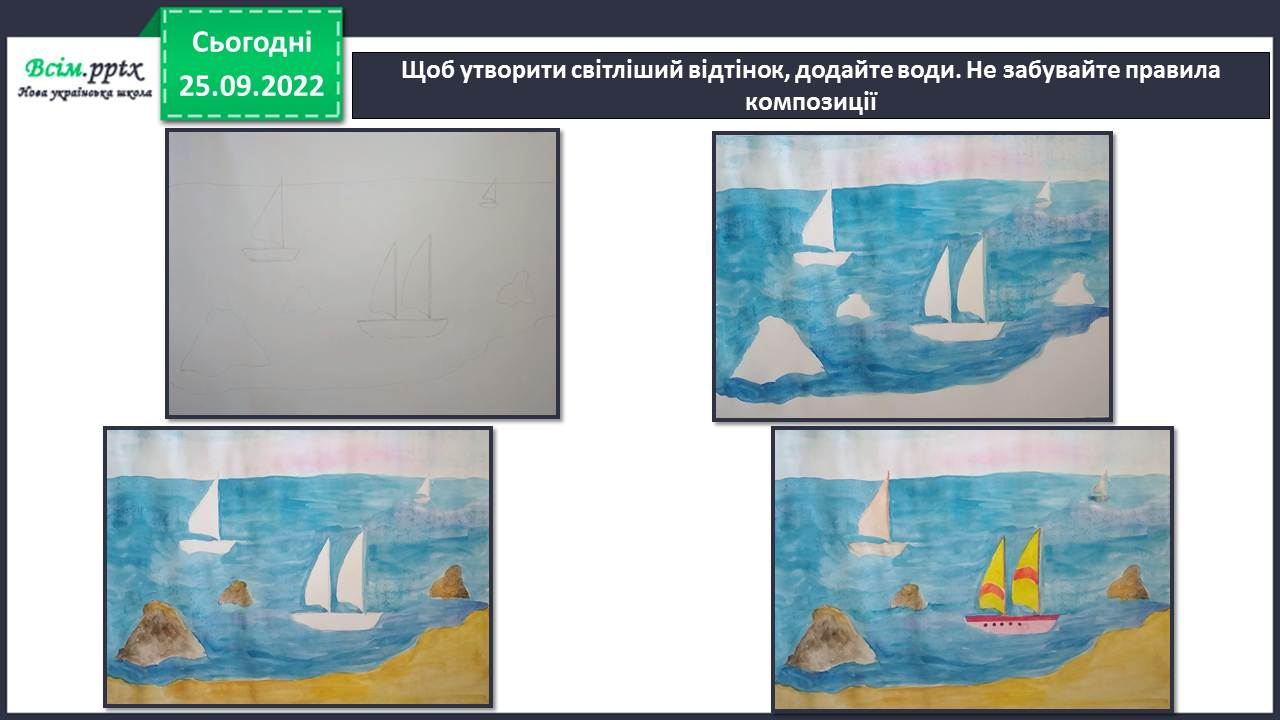 Всім.pptx
Нова українська школа
Сьогодні
25.09.2022
Щоб утворити світліший відтінок, додайте води. Не забувайте правила
композиції